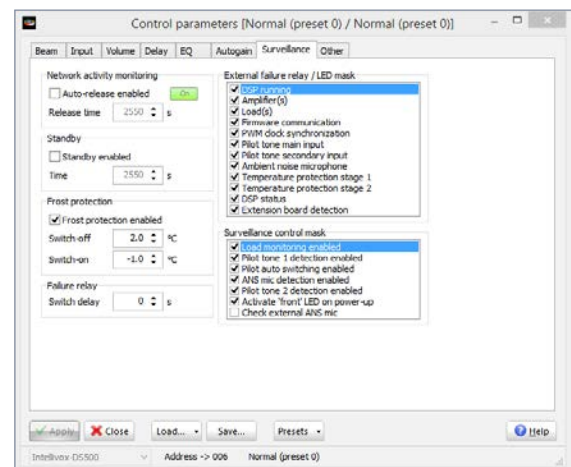 Control parameters [Normal (preset 0) / Normal (preset 0)]
Beam Input Volume Delay EQ Autogain Surveillance Other
Network activity monitoring
Auto-release enabled On
Release time 2550 s
Standby
Standby enabled
Time 2550 s
Frost protection
Frost protection enabled
Switch-off 2.0 °C
Switch-on -1.0 °C
Failure relay
Switch delay 0 s
External failure relay / LED mask
DSP running
Amplifier(s)
Load(s)
Firmware communication
PWM clock synchronization
Pilot tone main input
Pilot tone secondary input
Ambient noise microphone
Temperature protection stage 1
Temperature protection stage 2
DSP status
Extension board detection
Surveillance control mask
Load monitoring enabled
Pilot tone 1 detection enabled
Pilot auto switching enabled
ANS mic detection enabled
Pilot tone 2 detection enabled
Activate 'front' LED on power-up
Check external ANS mic
Apply Close Load... Save... Presets Help
Intellivox-DS500 Address -> 006 Normal (preset 0)